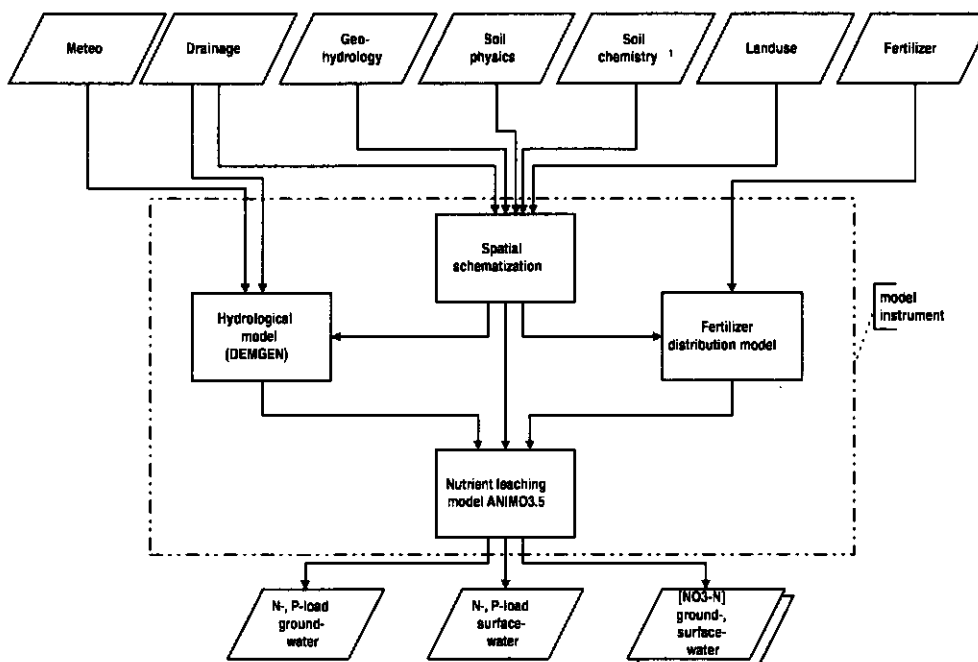 Meteo
Drainage
Geo-
hydrology
Soil
physics
Soil
chemistry 1
Landuse
Fertilizer
Spatial
schematization
Hydrological
model
(DEMGEN)
Fertilizer
distribution model
model
instrument
Nutrient leaching
model ANIMO3.5
N-, P-load
ground-
water
N-, P-load
surface-
water
[NO3-N]
ground-,
surface-
water